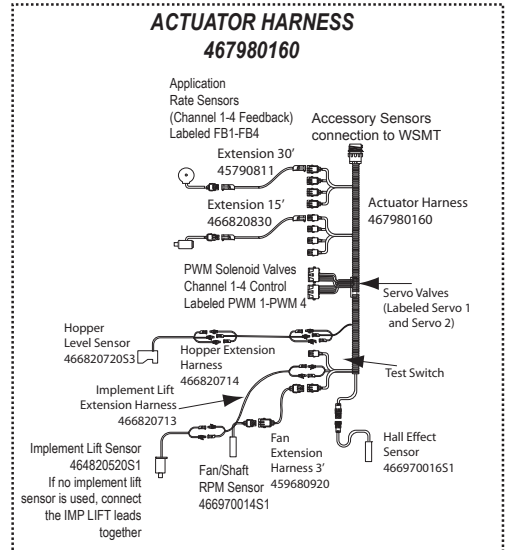 ACTUATOR HARNESS
467980160
Application
Rate Sensors
(Channel 1-4 Feedback)
Labeled FB1-FB4
Accessory Sensors
connection to WSMT
Extension 30'
45790811
Extension 15'
466820830
Actuator Harness
467980160
PWM Solenoid Valves
Channel 1-4 Control
Labeled PWM 1-PWM 4
Servo Valves
(Labeled Servo 1
and Servo 2)
Hopper
Level Sensor
466820720S3
Hopper Extension
Harness
466820714
Test Switch
Implement Lift
Extension Harness
466820713
Implement Lift Sensor
464820520S1
If no implement lift
sensor is used, connect
the IMP LIFT leads
together
Fan/Shaft
RPM Sensor
466970014S1
Fan
Extension
Harness 3'
459680920
Hall Effect
Sensor
466970016S1